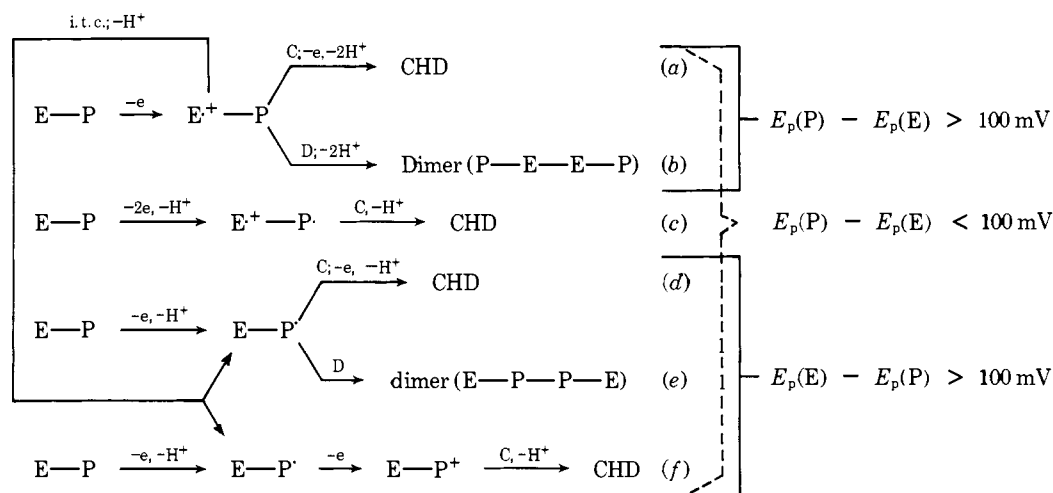 i.t.c.; −H⁺
C; −e, −2H⁺
CHD (a)
E—P −e E·⁺—P Eₚ(P) − Eₚ(E) > 100 mV
D; −2H⁺
Dimer (P—E—E—P) (b)
E—P −2e, −H⁺ E·⁺—P· C, −H⁺ CHD (c) Eₚ(P) − Eₚ(E) < 100 mV
C; −e, −H⁺
CHD (d)
E—P −e, −H⁺ E—P·
D
dimer (E—P—P—E) (e) Eₚ(E) − Eₚ(P) > 100 mV
E—P −e, −H⁺ E—P· −e E—P⁺ C, −H⁺ CHD (f)